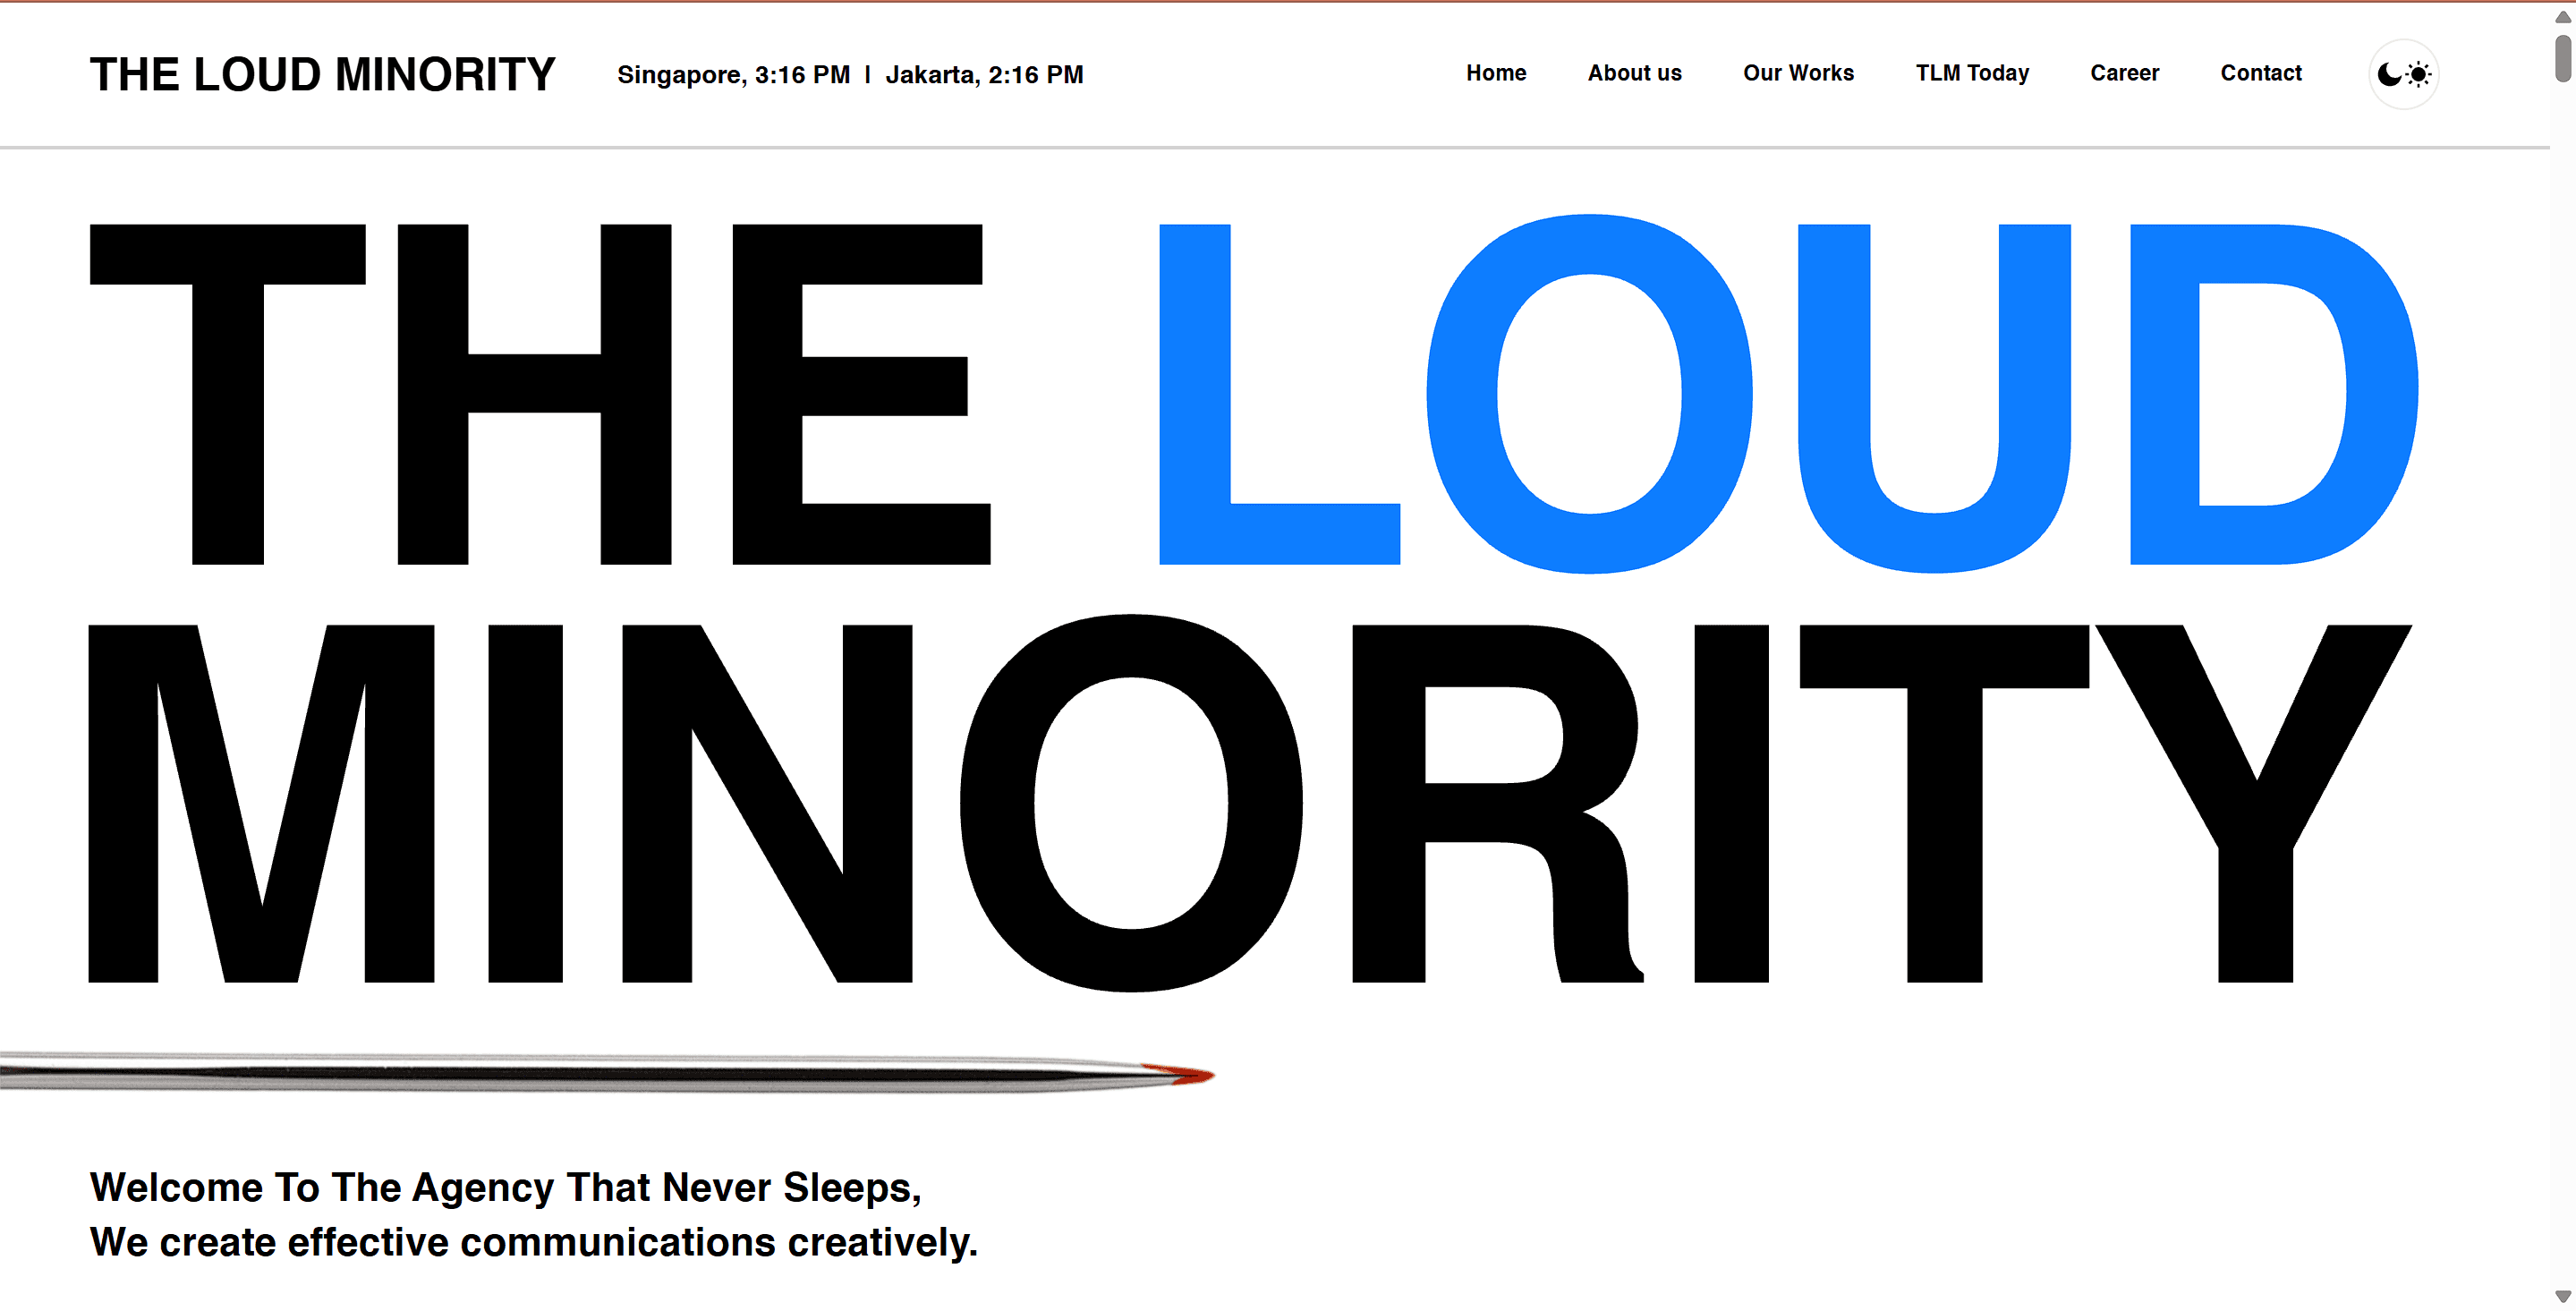 THE LOUD MINORITY
Singapore, 3:16 PM | Jakarta, 2:16 PM
Home About us Our Works TLM Today Career Contact
THE LOUD
MINORITY
Welcome To The Agency That Never Sleeps,
We create effective communications creatively.